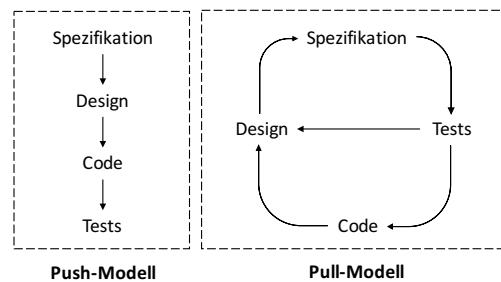 Spezifikation
Design
Code
Tests
Push-Modell
Spezifikation
Design
Tests
Code
Pull-Modell